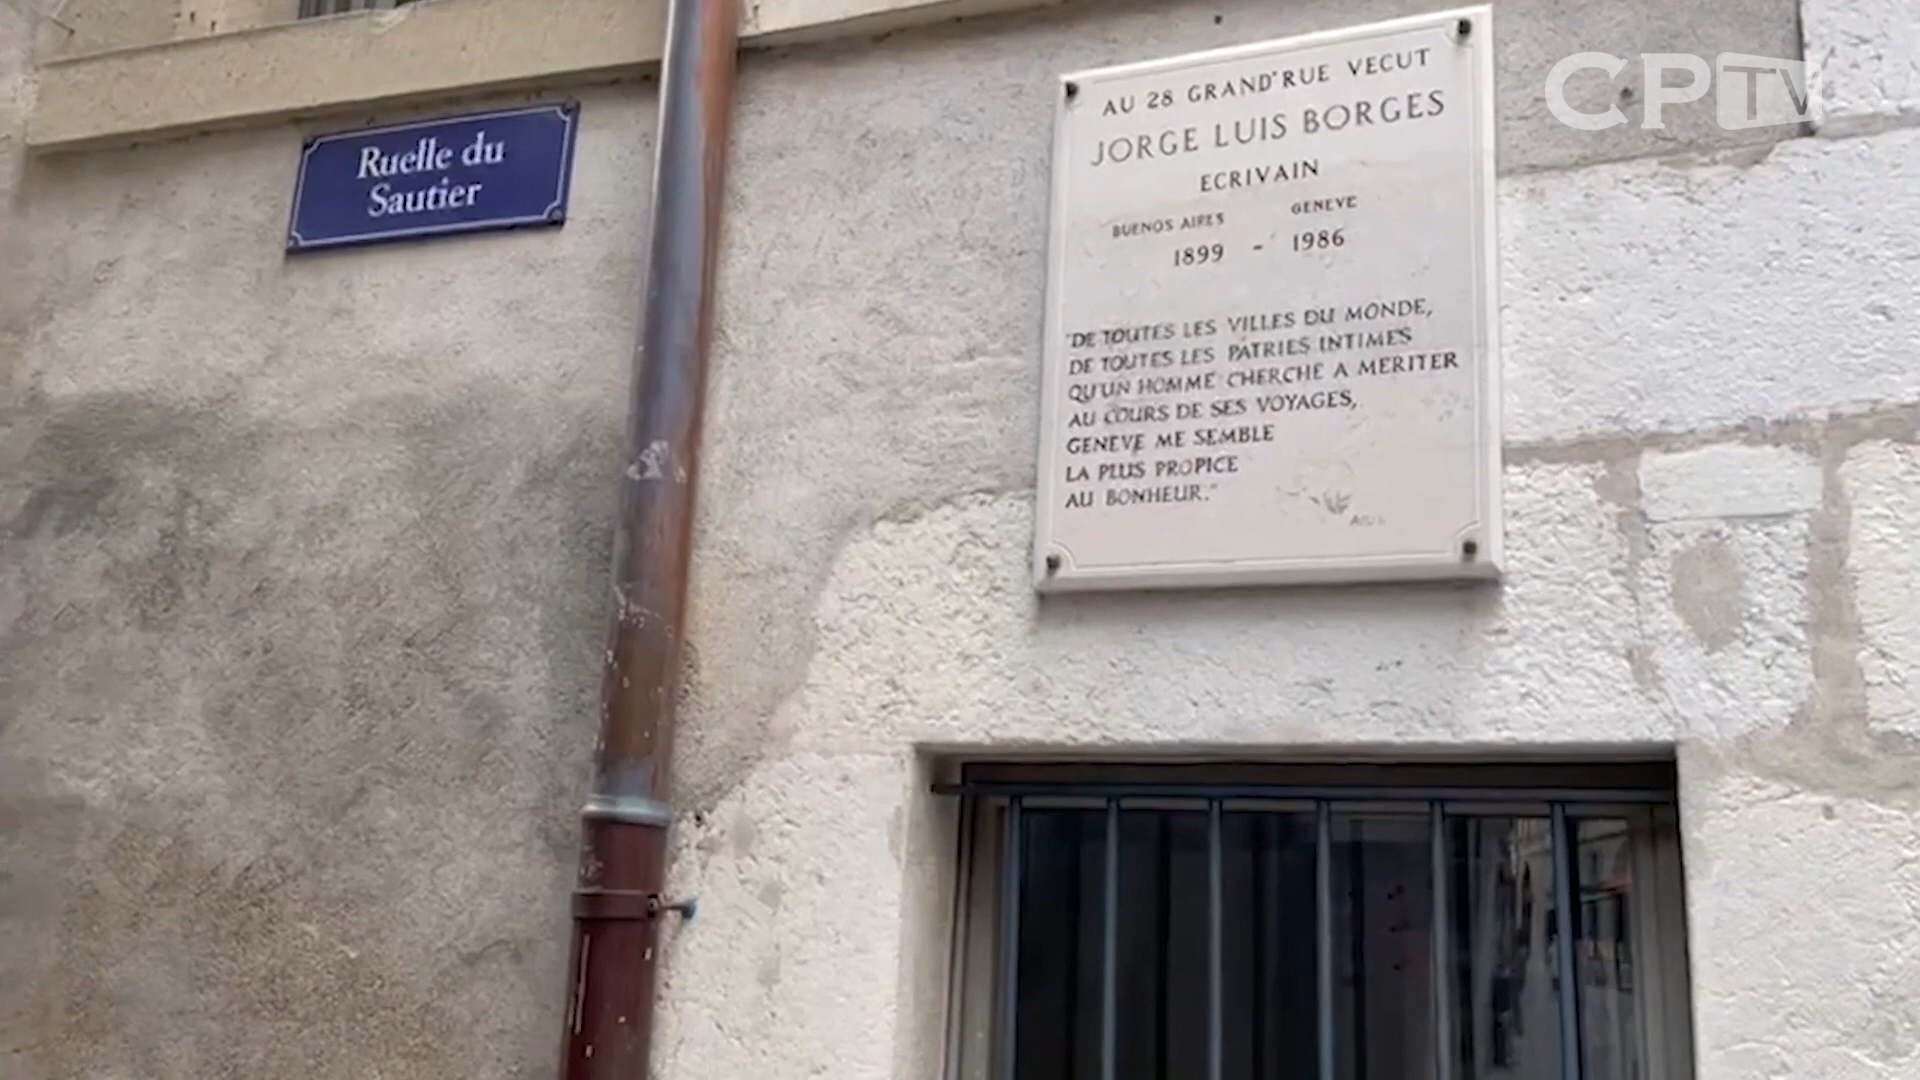 Ruelle du
Sautier
AU 28 GRAND'RUE VECUT
JORGE LUIS BORGES
ECRIVAIN
BUENOS AIRES GENEVE
1899 - 1986
"DE TOUTES LES VILLES DU MONDE,
DE TOUTES LES PATRIES INTIMES
QU'UN HOMME CHERCHE A MERITER
AU COURS DE SES VOYAGES,
GENEVE ME SEMBLE
LA PLUS PROPICE
AU BONHEUR."
CPTV